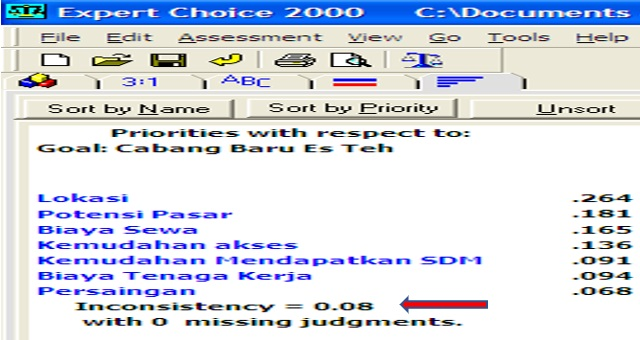 Expert Choice 2000 C:\Documents
File Edit Assessment View Go Tools Help
3:1 ABC
Sort by Name Sort by Priority Unsort
Priorities with respect to:
Goal: Cabang Baru Es Teh
Lokasi .264
Potensi Pasar .181
Biaya Sewa .165
Kemudahan akses .136
Kemudahan Mendapatkan SDM .091
Biaya Tenaga Kerja .094
Persaingan .068
Inconsistency = 0.08
with 0 missing judgments.